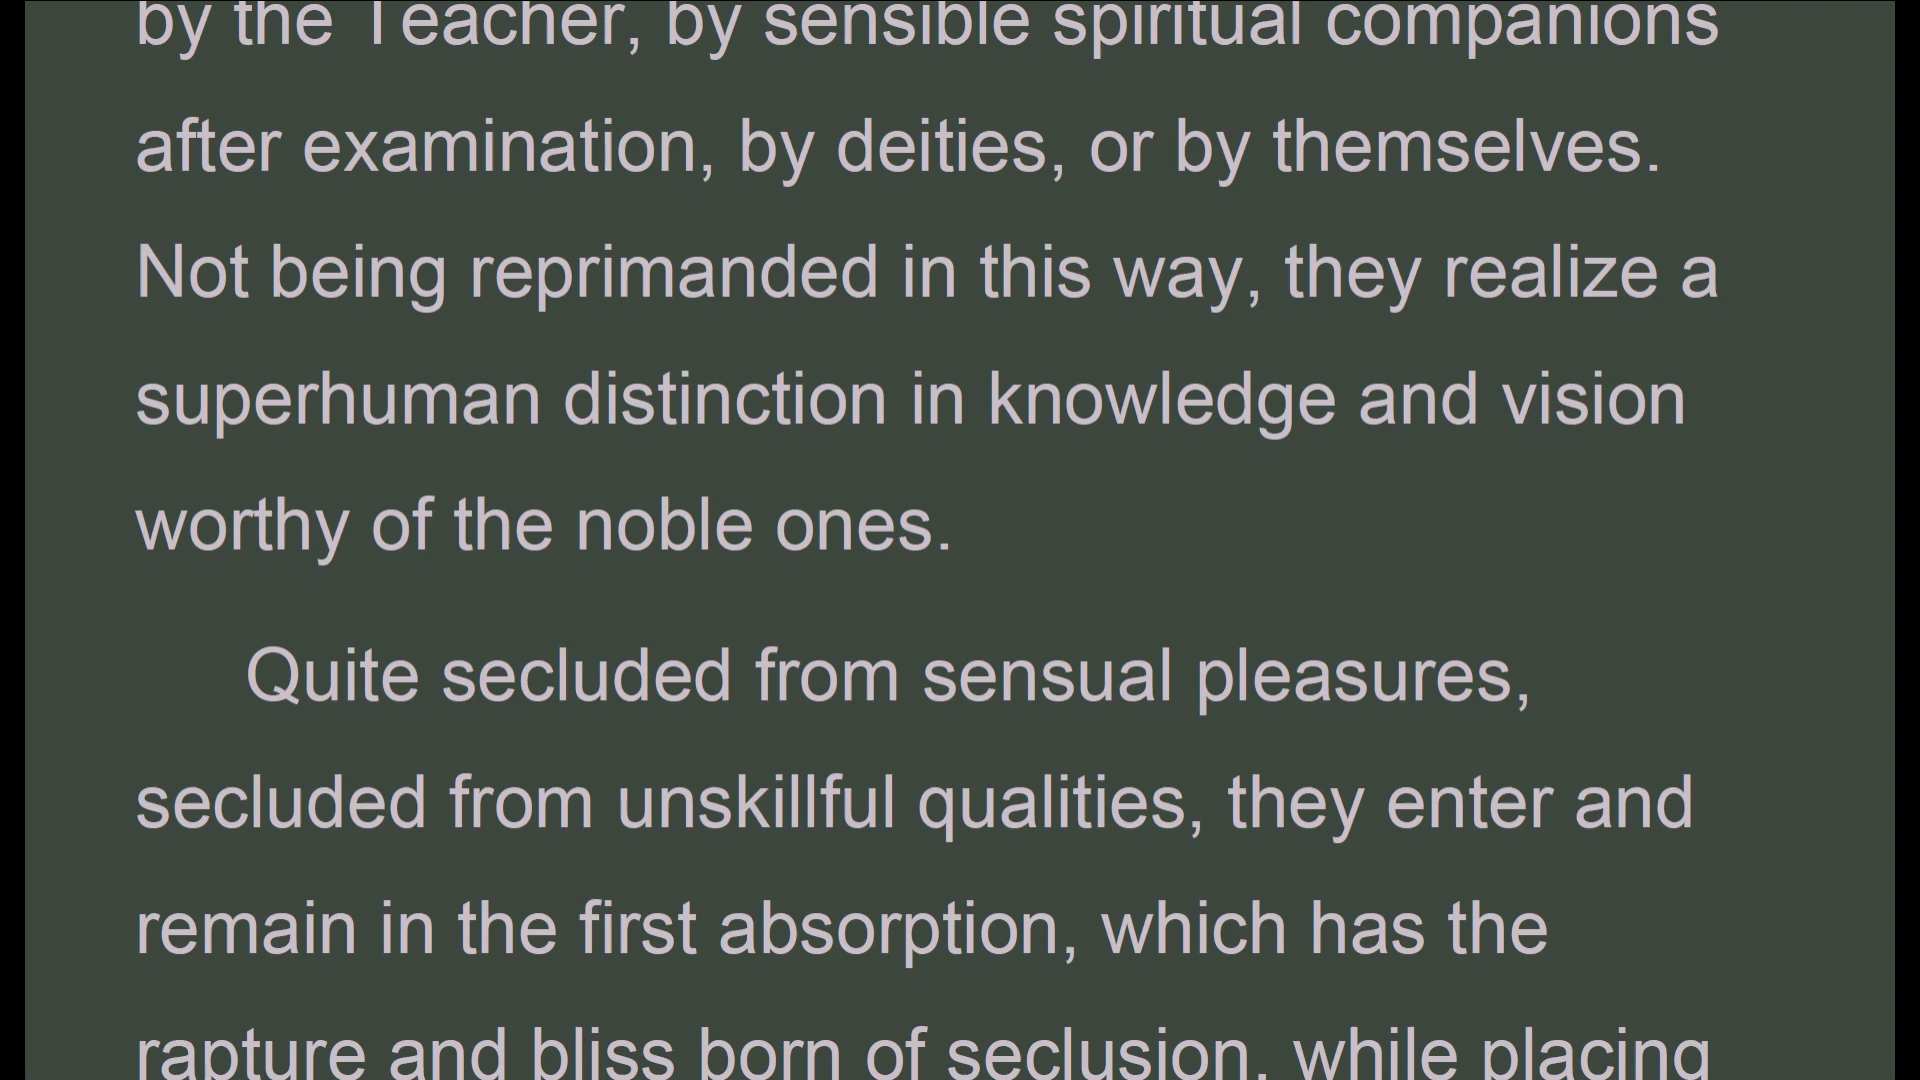 by the Teacher, by sensible spiritual companions
after examination, by deities, or by themselves.
Not being reprimanded in this way, they realize a
superhuman distinction in knowledge and vision
worthy of the noble ones.
Quite secluded from sensual pleasures,
secluded from unskillful qualities, they enter and
remain in the first absorption, which has the
rapture and bliss born of seclusion, while placing